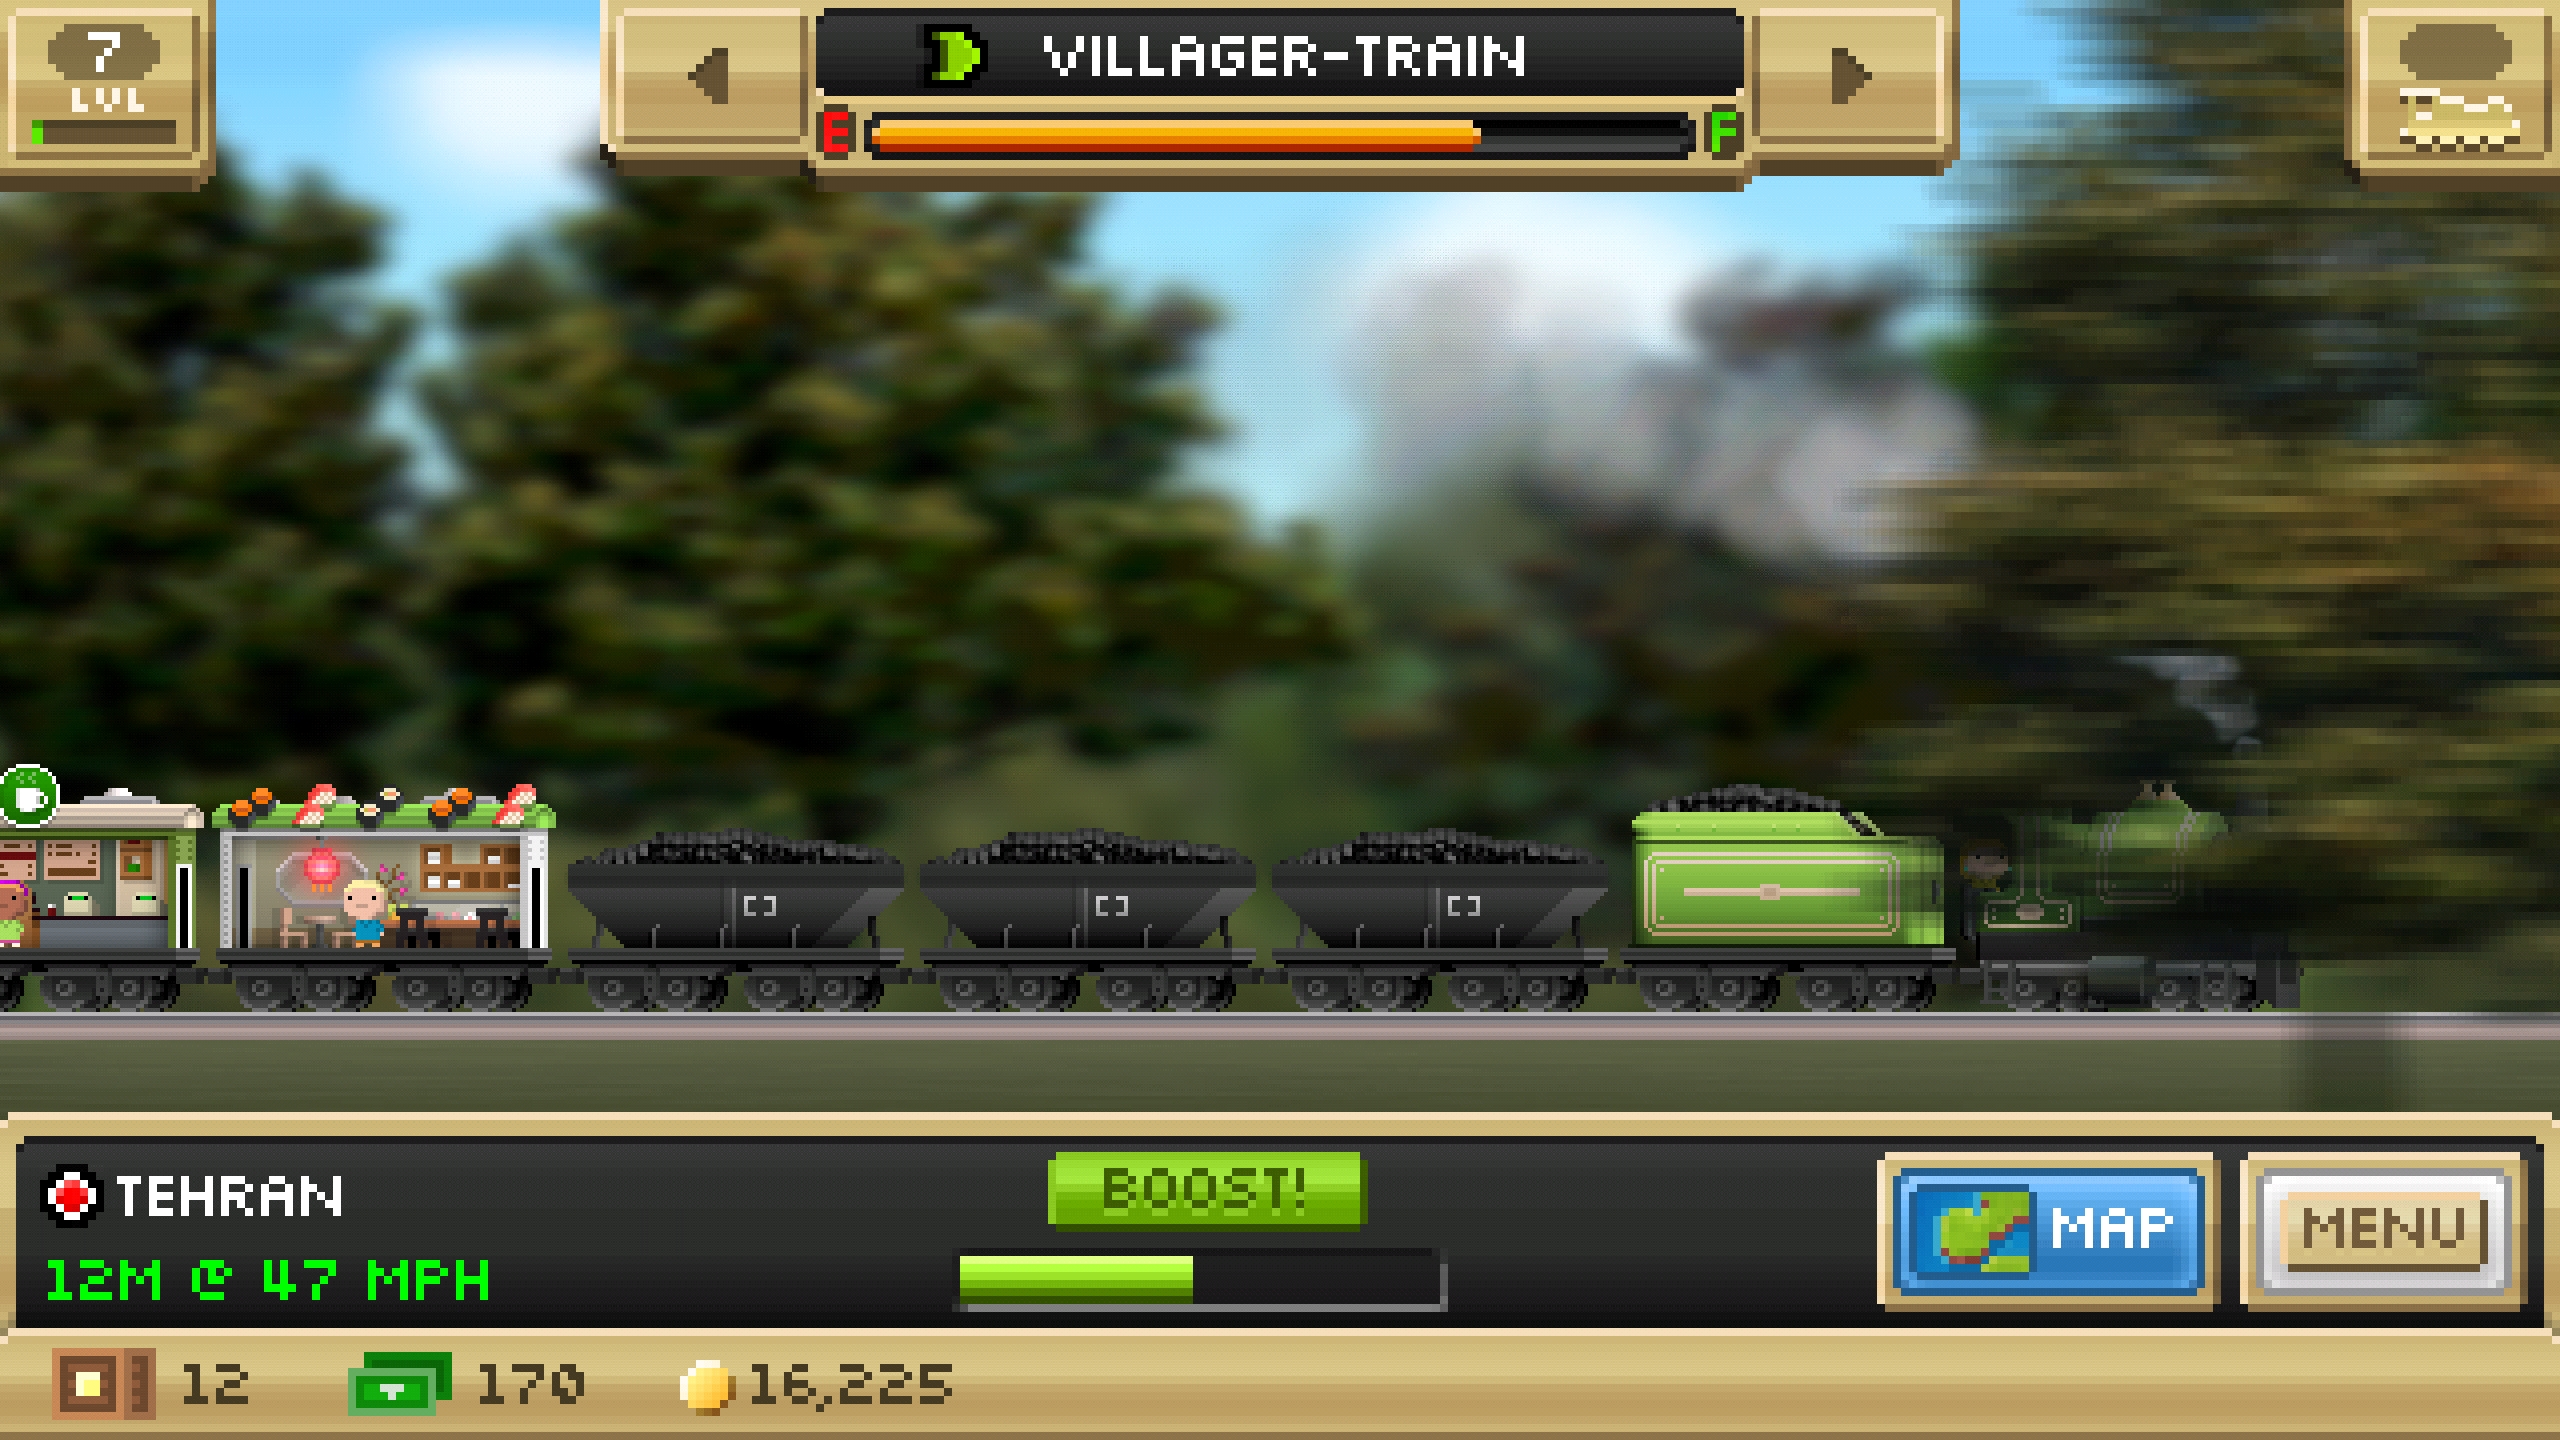 7
LVL
VILLAGER-TRAIN
E
F
TEHRAN
12M @ 47 MPH
BOOST!
MAP
MENU
12
170
16,225